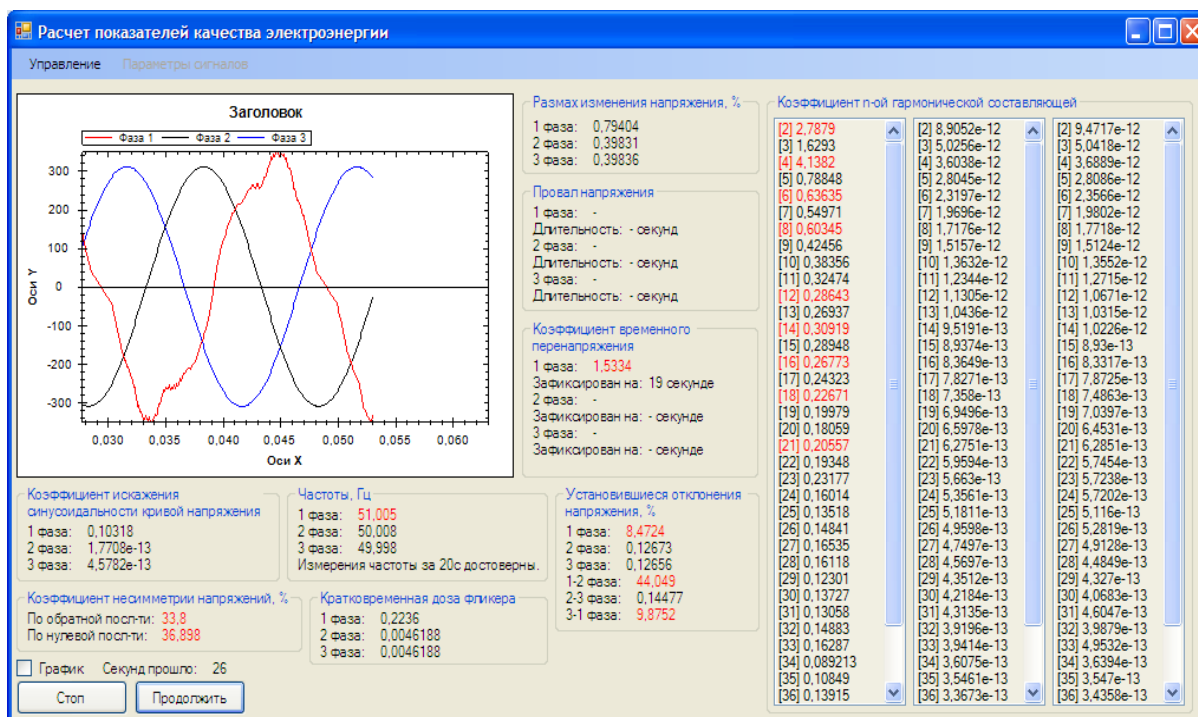 Расчет показателей качества электроэнергии
Управление Параметры сигналов
Заголовок
Фаза 1 Фаза 2 Фаза 3
300
200
100
0
-100
-200
-300
Оси Y
0,030 0,035 0,040 0,045 0,050 0,055 0,060
Оси X
Размах изменения напряжения, %
1 фаза: 0,79404
2 фаза: 0,39831
3 фаза: 0,39836
Провал напряжения
1 фаза: -
Длительность: - секунд
2 фаза: -
Длительность: - секунд
3 фаза: -
Длительность: - секунд
Коэффициент временного
перенапряжения
1 фаза: 1,5334
Зафиксирован на: 19 секунде
2 фаза: -
Зафиксирован на: - секунде
3 фаза: -
Зафиксирован на: - секунде
Коэффициент искажения
синусоидальности кривой напряжения
1 фаза: 0,10318
2 фаза: 1,7708e-13
3 фаза: 4,5782e-13
Частоты, Гц
1 фаза: 51,005
2 фаза: 50,008
3 фаза: 49,998
Измерения частоты за 20с достоверны.
Установившиеся отклонения
напряжения, %
1 фаза: 8,4724
2 фаза: 0,12673
3 фаза: 0,12656
1-2 фаза: 44,049
2-3 фаза: 0,14477
3-1 фаза: 9,8752
Коэффициент несимметрии напряжений, %
По обратной посл-ти: 33,8
По нулевой посл-ти: 36,898
Кратковременная доза фликера
1 фаза: 0,2236
2 фаза: 0,0046188
3 фаза: 0,0046188
График Секунд прошло: 26
Стоп Продолжить
Коэффициент n-ой гармонической составляющей
[2] 2,7879 [2] 8,9052e-12 [2] 9,4717e-12
[3] 1,6293 [3] 5,0256e-12 [3] 5,0418e-12
[4] 4,1382 [4] 3,6038e-12 [4] 3,6889e-12
[5] 0,78848 [5] 2,8045e-12 [5] 2,8086e-12
[6] 0,63635 [6] 2,3197e-12 [6] 2,3566e-12
[7] 0,54971 [7] 1,9696e-12 [7] 1,9802e-12
[8] 0,60345 [8] 1,7176e-12 [8] 1,7718e-12
[9] 0,42456 [9] 1,5157e-12 [9] 1,5124e-12
[10] 0,38356 [10] 1,3632e-12 [10] 1,3552e-12
[11] 0,32474 [11] 1,2344e-12 [11] 1,2715e-12
[12] 0,28643 [12] 1,1305e-12 [12] 1,0671e-12
[13] 0,26937 [13] 1,0436e-12 [13] 1,0315e-12
[14] 0,30919 [14] 9,5191e-13 [14] 1,0226e-12
[15] 0,28948 [15] 8,9374e-13 [15] 8,93e-13
[16] 0,26773 [16] 8,3649e-13 [16] 8,3317e-13
[17] 0,24323 [17] 7,8271e-13 [17] 7,8725e-13
[18] 0,22671 [18] 7,358e-13 [18] 7,4863e-13
[19] 0,19979 [19] 6,9496e-13 [19] 7,0397e-13
[20] 0,18059 [20] 6,5978e-13 [20] 6,4531e-13
[21] 0,20557 [21] 6,2751e-13 [21] 6,2851e-13
[22] 0,19348 [22] 5,9594e-13 [22] 5,7454e-13
[23] 0,23177 [23] 5,663e-13 [23] 5,7238e-13
[24] 0,16014 [24] 5,3561e-13 [24] 5,7202e-13
[25] 0,13518 [25] 5,1811e-13 [25] 5,116e-13
[26] 0,14841 [26] 4,9598e-13 [26] 5,2819e-13
[27] 0,16535 [27] 4,7497e-13 [27] 4,9128e-13
[28] 0,16118 [28] 4,5697e-13 [28] 4,4849e-13
[29] 0,12301 [29] 4,3512e-13 [29] 4,327e-13
[30] 0,13727 [30] 4,2184e-13 [30] 4,0683e-13
[31] 0,13058 [31] 4,3135e-13 [31] 4,6047e-13
[32] 0,14883 [32] 3,9196e-13 [32] 3,9879e-13
[33] 0,16287 [33] 3,9414e-13 [33] 4,9532e-13
[34] 0,089213 [34] 3,6075e-13 [34] 3,6394e-13
[35] 0,10849 [35] 3,5461e-13 [35] 3,547e-13
[36] 0,13915 [36] 3,3673e-13 [36] 3,4358e-13